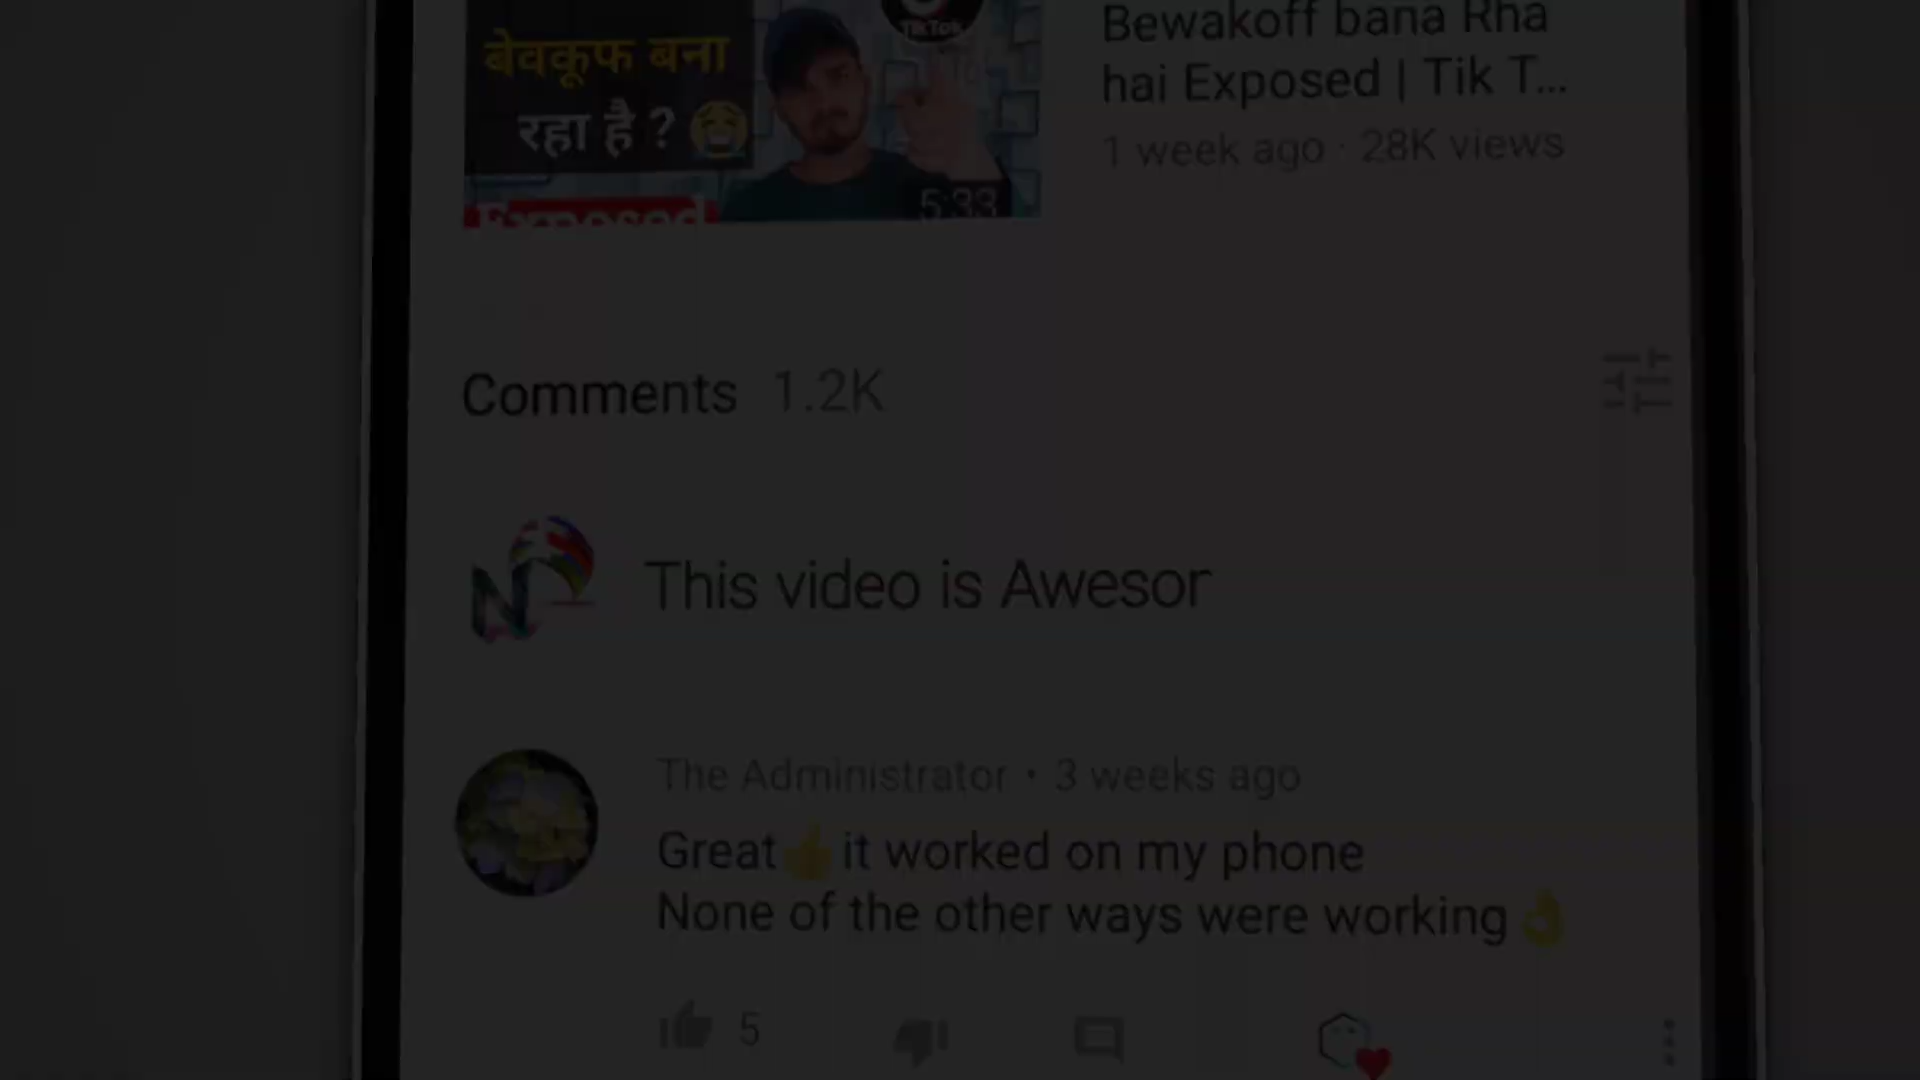 बेवकूफ बना
रहा है ?
Exposed
TikTok
5:33
Bewakoff bana Rha
hai Exposed | Tik T...
1 week ago · 28K views
Comments 1.2K
This video is Awesor
The Administrator • 3 weeks ago
Great👍it worked on my phone
None of the other ways were working👌
5